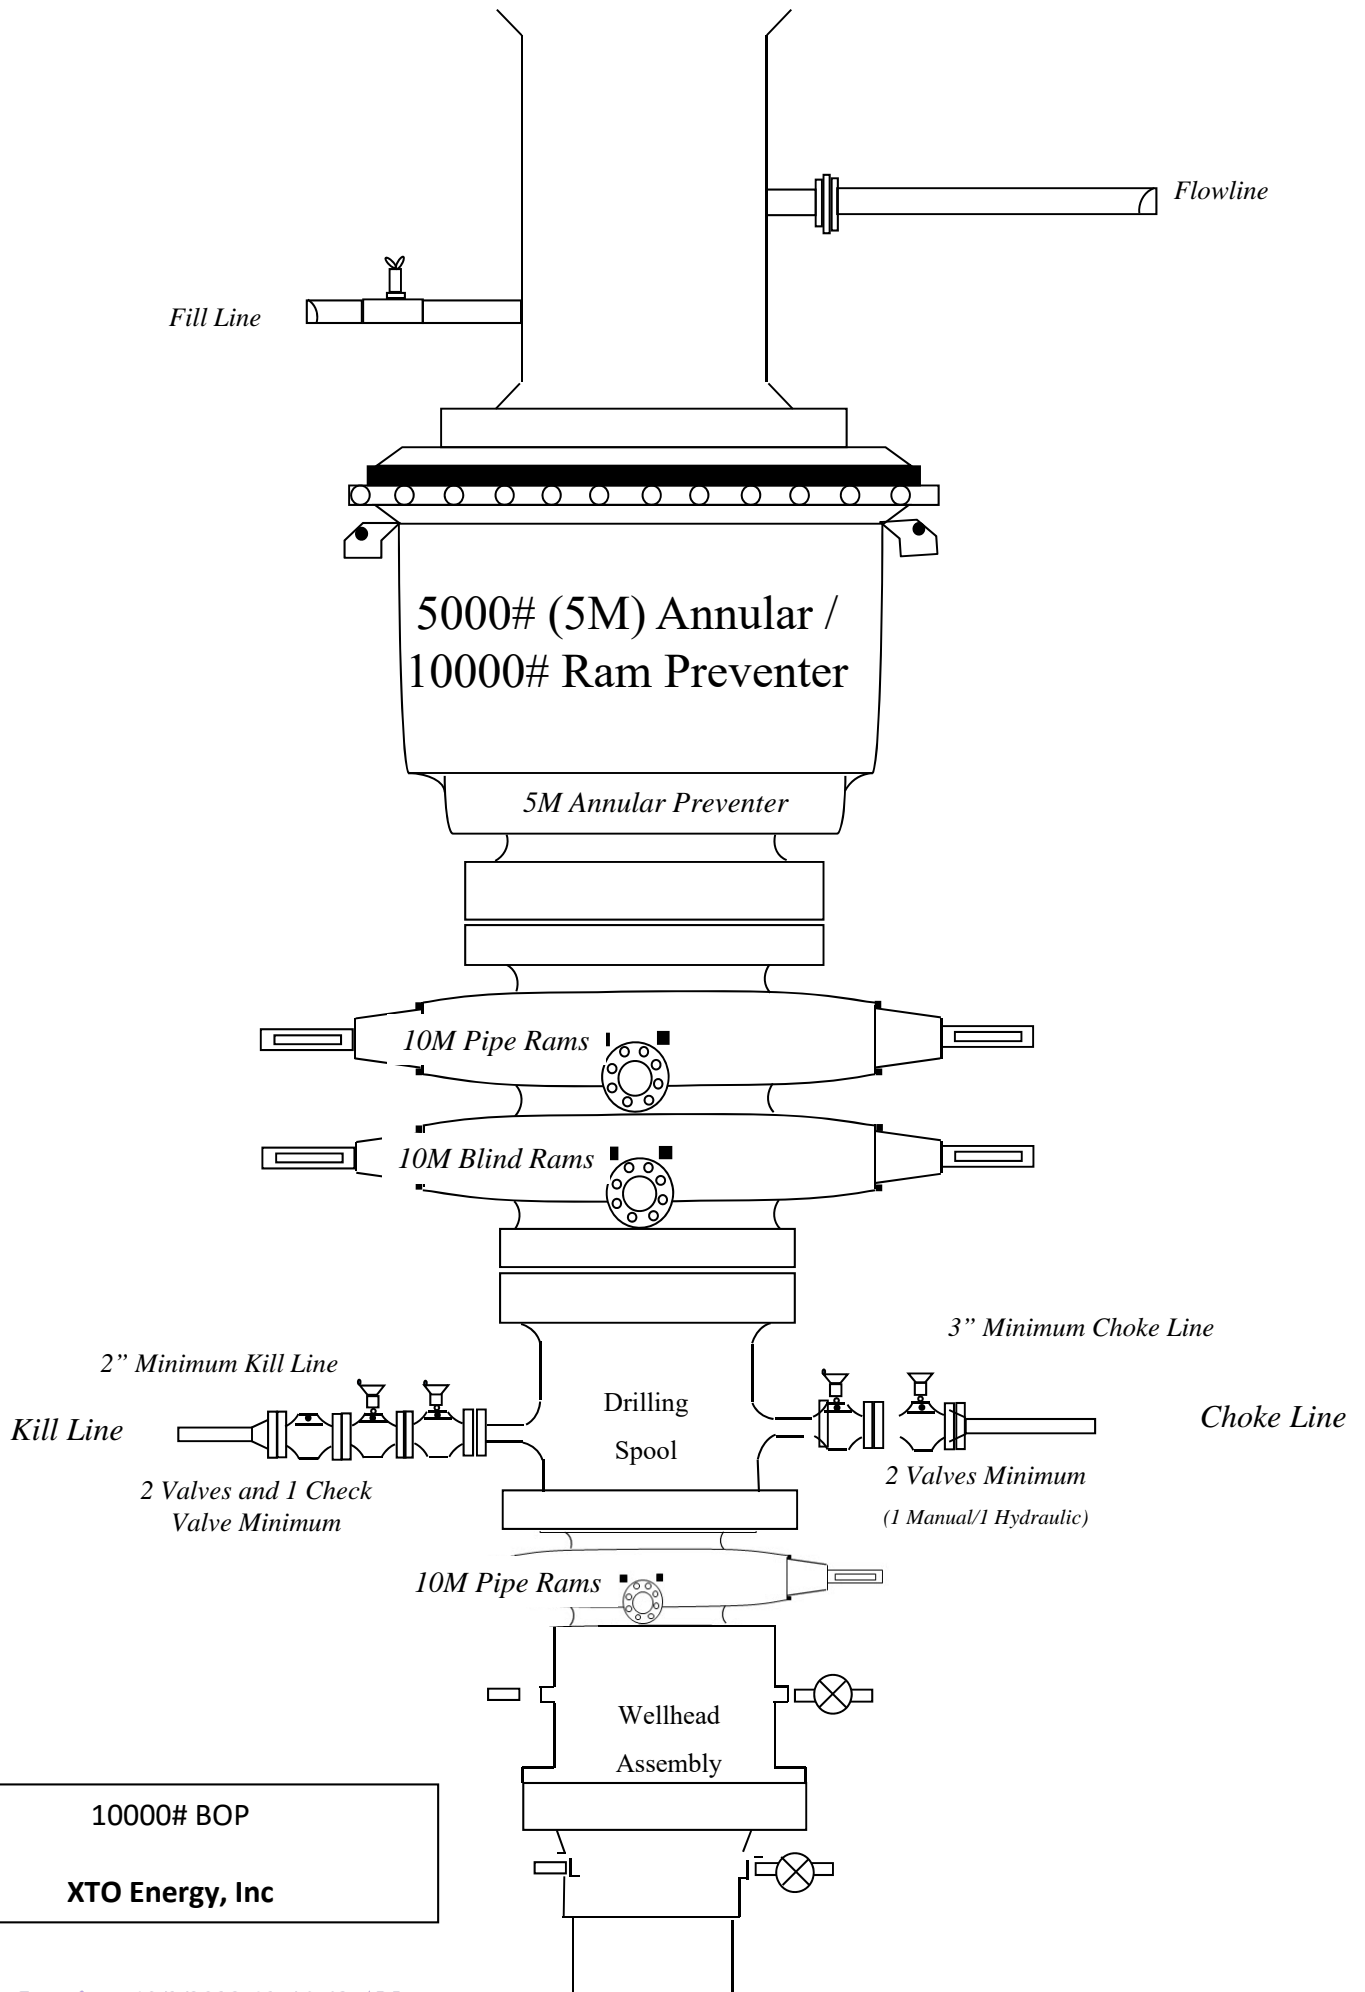 Flowline
Fill Line
5000# (5M) Annular /
10000# Ram Preventer
5M Annular Preventer
10M Pipe Rams
10M Blind Rams
3” Minimum Choke Line
2” Minimum Kill Line
Drilling
Spool
Kill Line
Choke Line
2 Valves and 1 Check
Valve Minimum
2 Valves Minimum
(1 Manual/1 Hydraulic)
10M Pipe Rams
Wellhead
Assembly
10000# BOP
XTO Energy, Inc